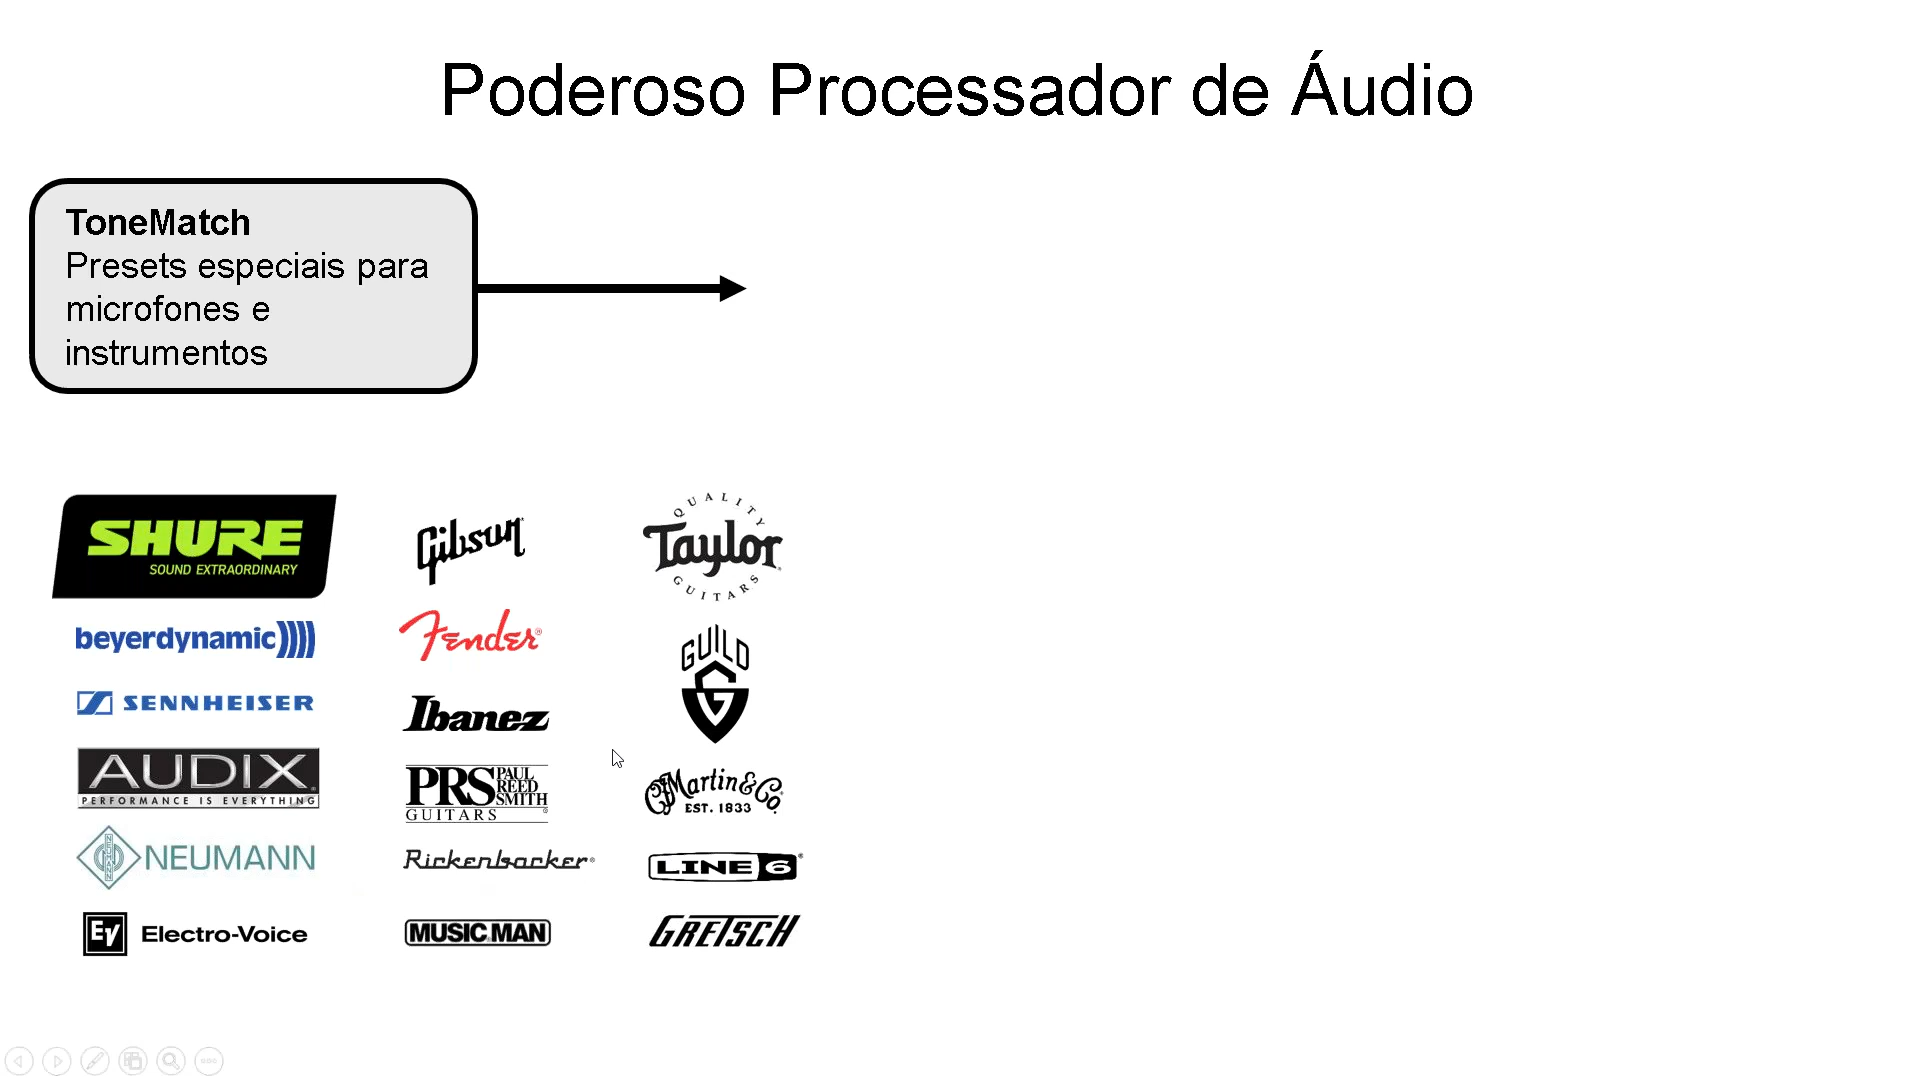 Poderoso Processador de Áudio
ToneMatch
Presets especiais para
microfones e
instrumentos
SHURE
SOUND EXTRAORDINARY
beyerdynamic
SENNHEISER
AUDIX
PERFORMANCE IS EVERYTHING
NEUMANN
EV Electro-Voice
Gibson
Fender
Ibanez
PRS PAUL REED SMITH
GUITARS
Rickenbacker
MUSIC MAN
QUALITY
Taylor
GUITARS
GUILD
G
CF Martin & Co.
EST. 1833
LINE 6
GRETSCH